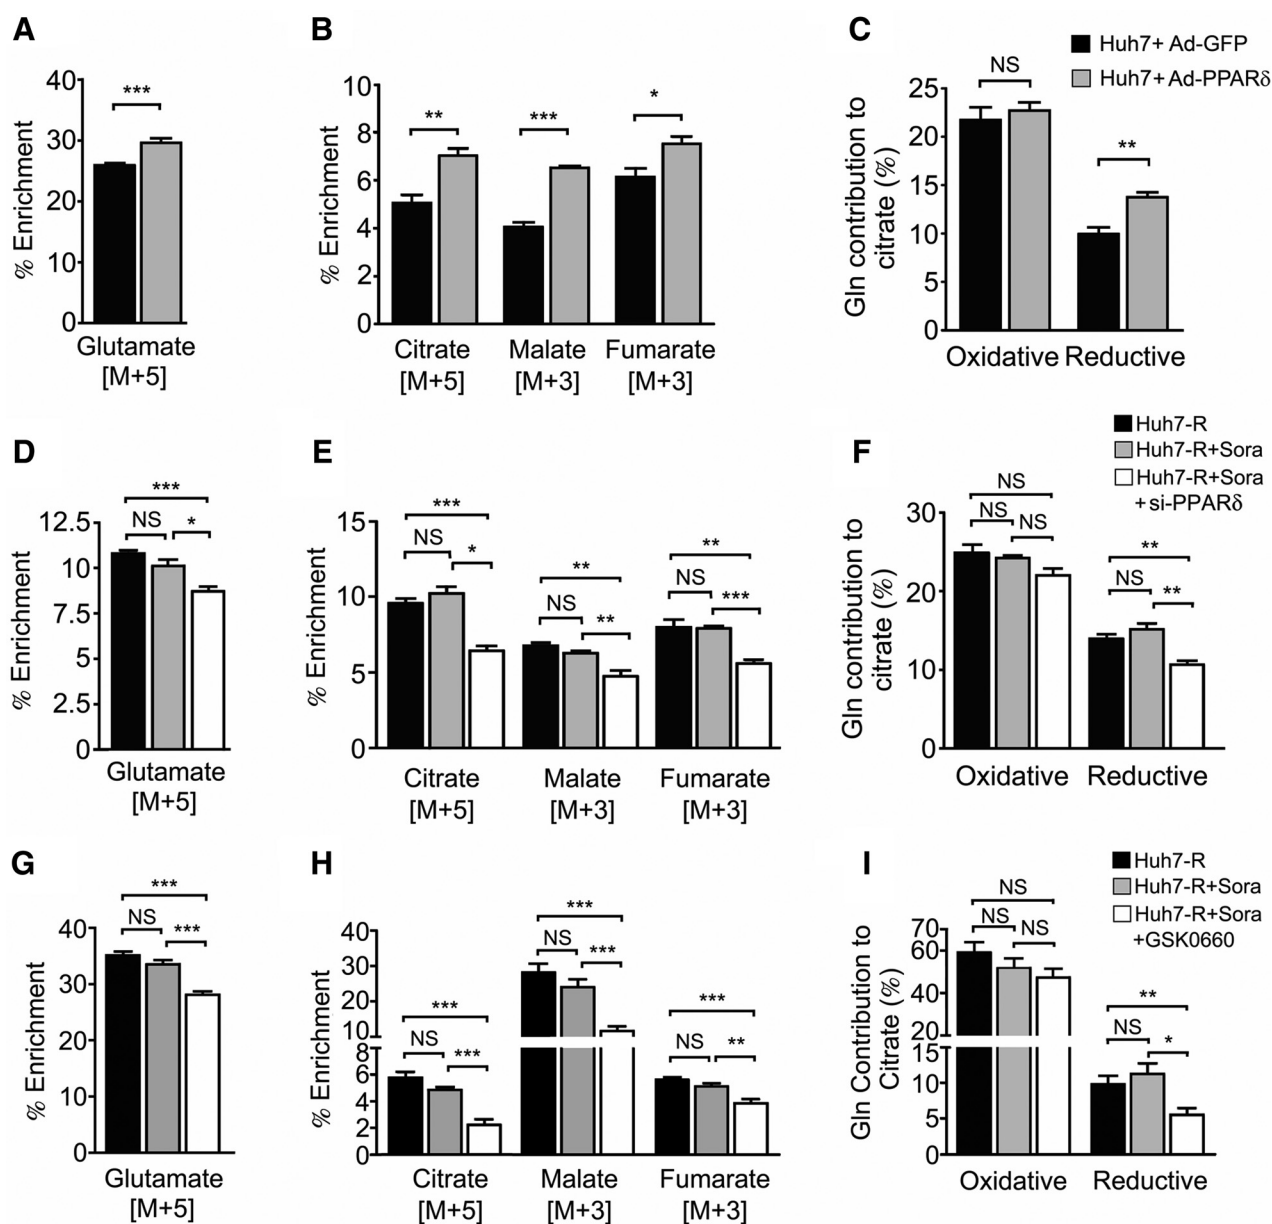 A
B
C
Huh7+ Ad-GFP
Huh7+ Ad-PPARδ
% Enrichment
40
30
20
10
0
***
Glutamate
[M+5]
% Enrichment
10
8
6
4
2
0
**
***
*
Citrate
[M+5]
Malate
[M+3]
Fumarate
[M+3]
Gln contribution to
citrate (%)
25
20
15
10
5
0
NS
**
Oxidative
Reductive
D
E
F
Huh7-R
Huh7-R+Sora
Huh7-R+Sora
+si-PPARδ
% Enrichment
12.5
10
7.5
5
2.5
0
***
NS
*
Glutamate
[M+5]
% Enrichment
15
10
5
0
***
NS
*
**
NS
**
**
NS
***
Citrate
[M+5]
Malate
[M+3]
Fumarate
[M+3]
Gln contribution to
citrate (%)
30
20
10
0
NS
NS
NS
**
NS
**
Oxidative
Reductive
G
H
I
Huh7-R
Huh7-R+Sora
Huh7-R+Sora
+GSK0660
% Enrichment
40
30
20
10
0
***
NS
***
Glutamate
[M+5]
% Enrichment
40
30
20
10
8
6
4
2
0
***
NS
***
***
NS
***
***
NS
**
Citrate
[M+5]
Malate
[M+3]
Fumarate
[M+3]
Gln Contribution to
Citrate (%)
70
60
40
20
15
10
5
0
NS
NS
NS
**
NS
*
Oxidative
Reductive